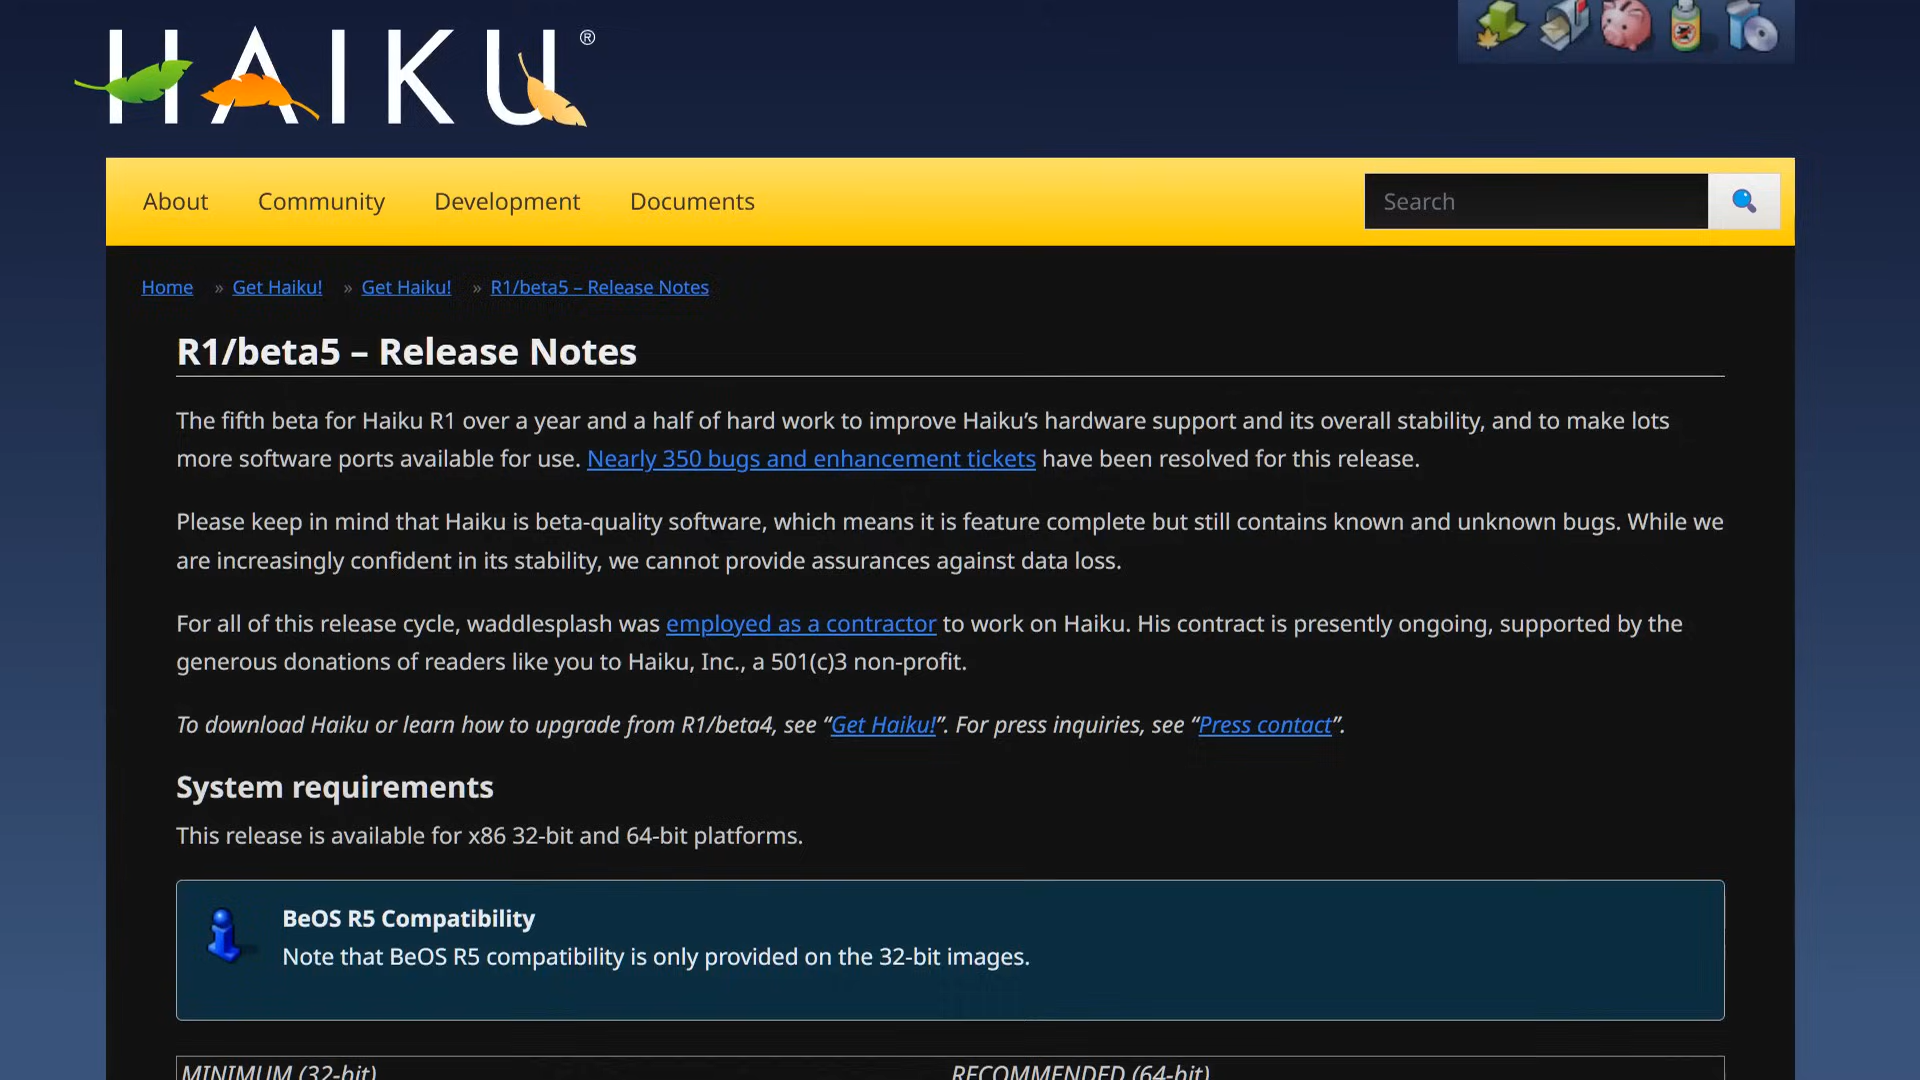 HAIKU®
About Community Development Documents Search
Home » Get Haiku! » Get Haiku! » R1/beta5 – Release Notes
R1/beta5 – Release Notes
The fifth beta for Haiku R1 over a year and a half of hard work to improve Haiku’s hardware support and its overall stability, and to make lots
more software ports available for use. Nearly 350 bugs and enhancement tickets have been resolved for this release.
Please keep in mind that Haiku is beta-quality software, which means it is feature complete but still contains known and unknown bugs. While we
are increasingly confident in its stability, we cannot provide assurances against data loss.
For all of this release cycle, waddlesplash was employed as a contractor to work on Haiku. His contract is presently ongoing, supported by the
generous donations of readers like you to Haiku, Inc., a 501(c)3 non-profit.
To download Haiku or learn how to upgrade from R1/beta4, see “Get Haiku!”. For press inquiries, see “Press contact”.
System requirements
This release is available for x86 32-bit and 64-bit platforms.
BeOS R5 Compatibility
Note that BeOS R5 compatibility is only provided on the 32-bit images.
MINIMUM (32-bit) RECOMMENDED (64-bit)